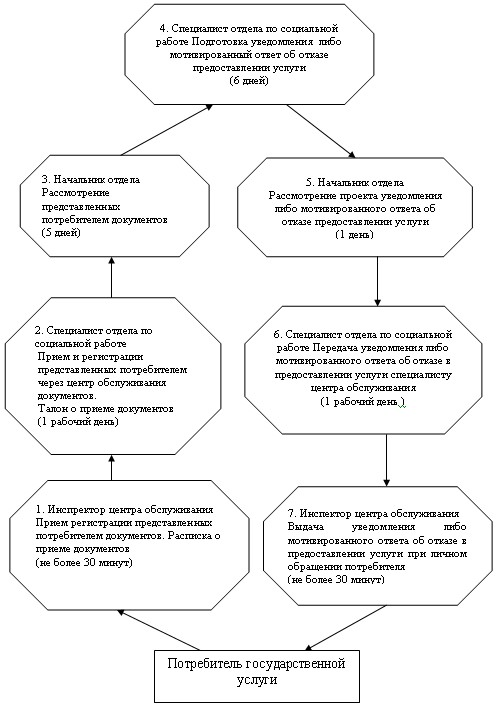 4. Специалист отдела по социальной
работе Подготовка уведомления либо
мотивированный ответ об отказе
предоставлении услуги
(6 дней)
3. Начальник отдела
Рассмотрение
представленных
потребителем документов
(5 дней)
5. Начальник отдела
Рассмотрение проекта уведомления
либо мотивированного ответа об
отказе предоставлении услуги
(1 день)
2. Специалист отдела по
социальной работе
Прием и регистрации
представленных потребителем
через центр обслуживания
документов.
Талон о приеме документов
(1 рабочий день)
6. Специалист отдела по социальной
работе Передача уведомления либо
мотивированного ответа об отказе в
предоставлении услуги специалисту
центра обслуживания
(1 рабочий день )
1. Инспректор центра обслуживания
Прием регистрации представленных
потребителем документов. Расписка о
приеме документов
(не более 30 минут)
7. Инспектор центра обслуживания
Выдача уведомления либо
мотивированного ответа об отказе в
предоставлении услуги при личном
обращении потребителя
(не более 30 минут)
Потребитель государственной
услуги